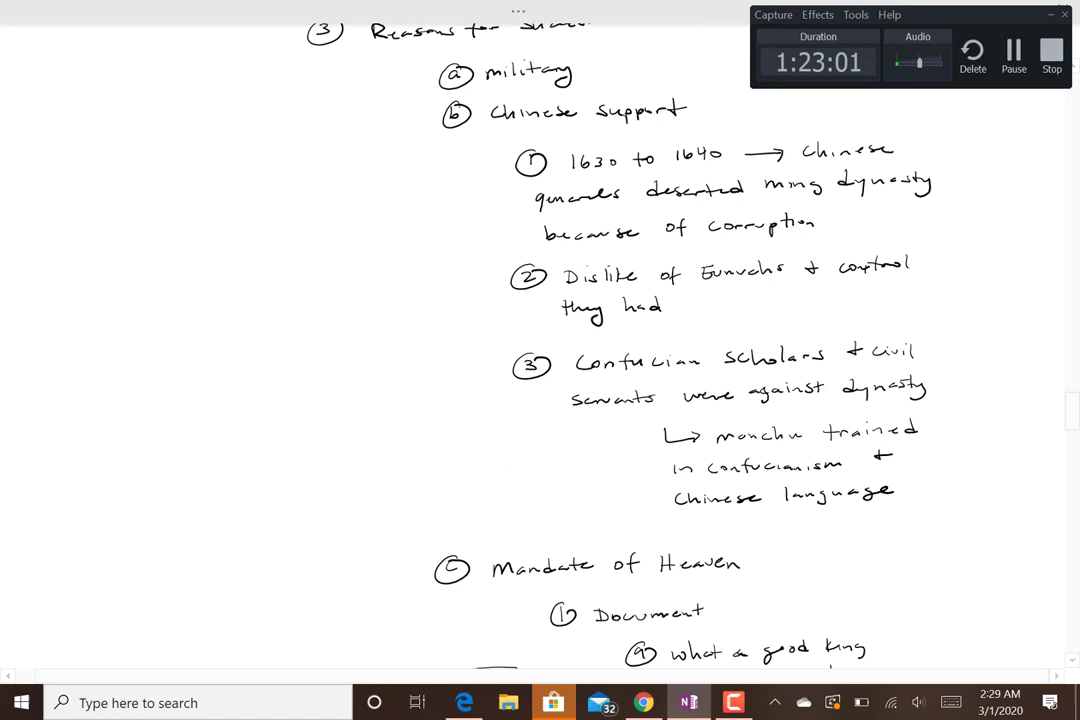 Capture Effects Tools Help
Duration
Audio
1:23:01
Delete
Pause
Stop
③ Reasons for
ⓐ military
ⓑ Chinese support
① 1630 to 1640 → Chinese
generals deserted ming dynasty
because of corruption
② Dislike of Eunuchs + control
they had
③ Confucian scholars + civil
servants were against dynasty
↳ manchu trained
in confucianism +
Chinese language
ⓒ Mandate of Heaven
① Document
ⓐ what a good king
Type here to search
32
2:29 AM
3/1/2020